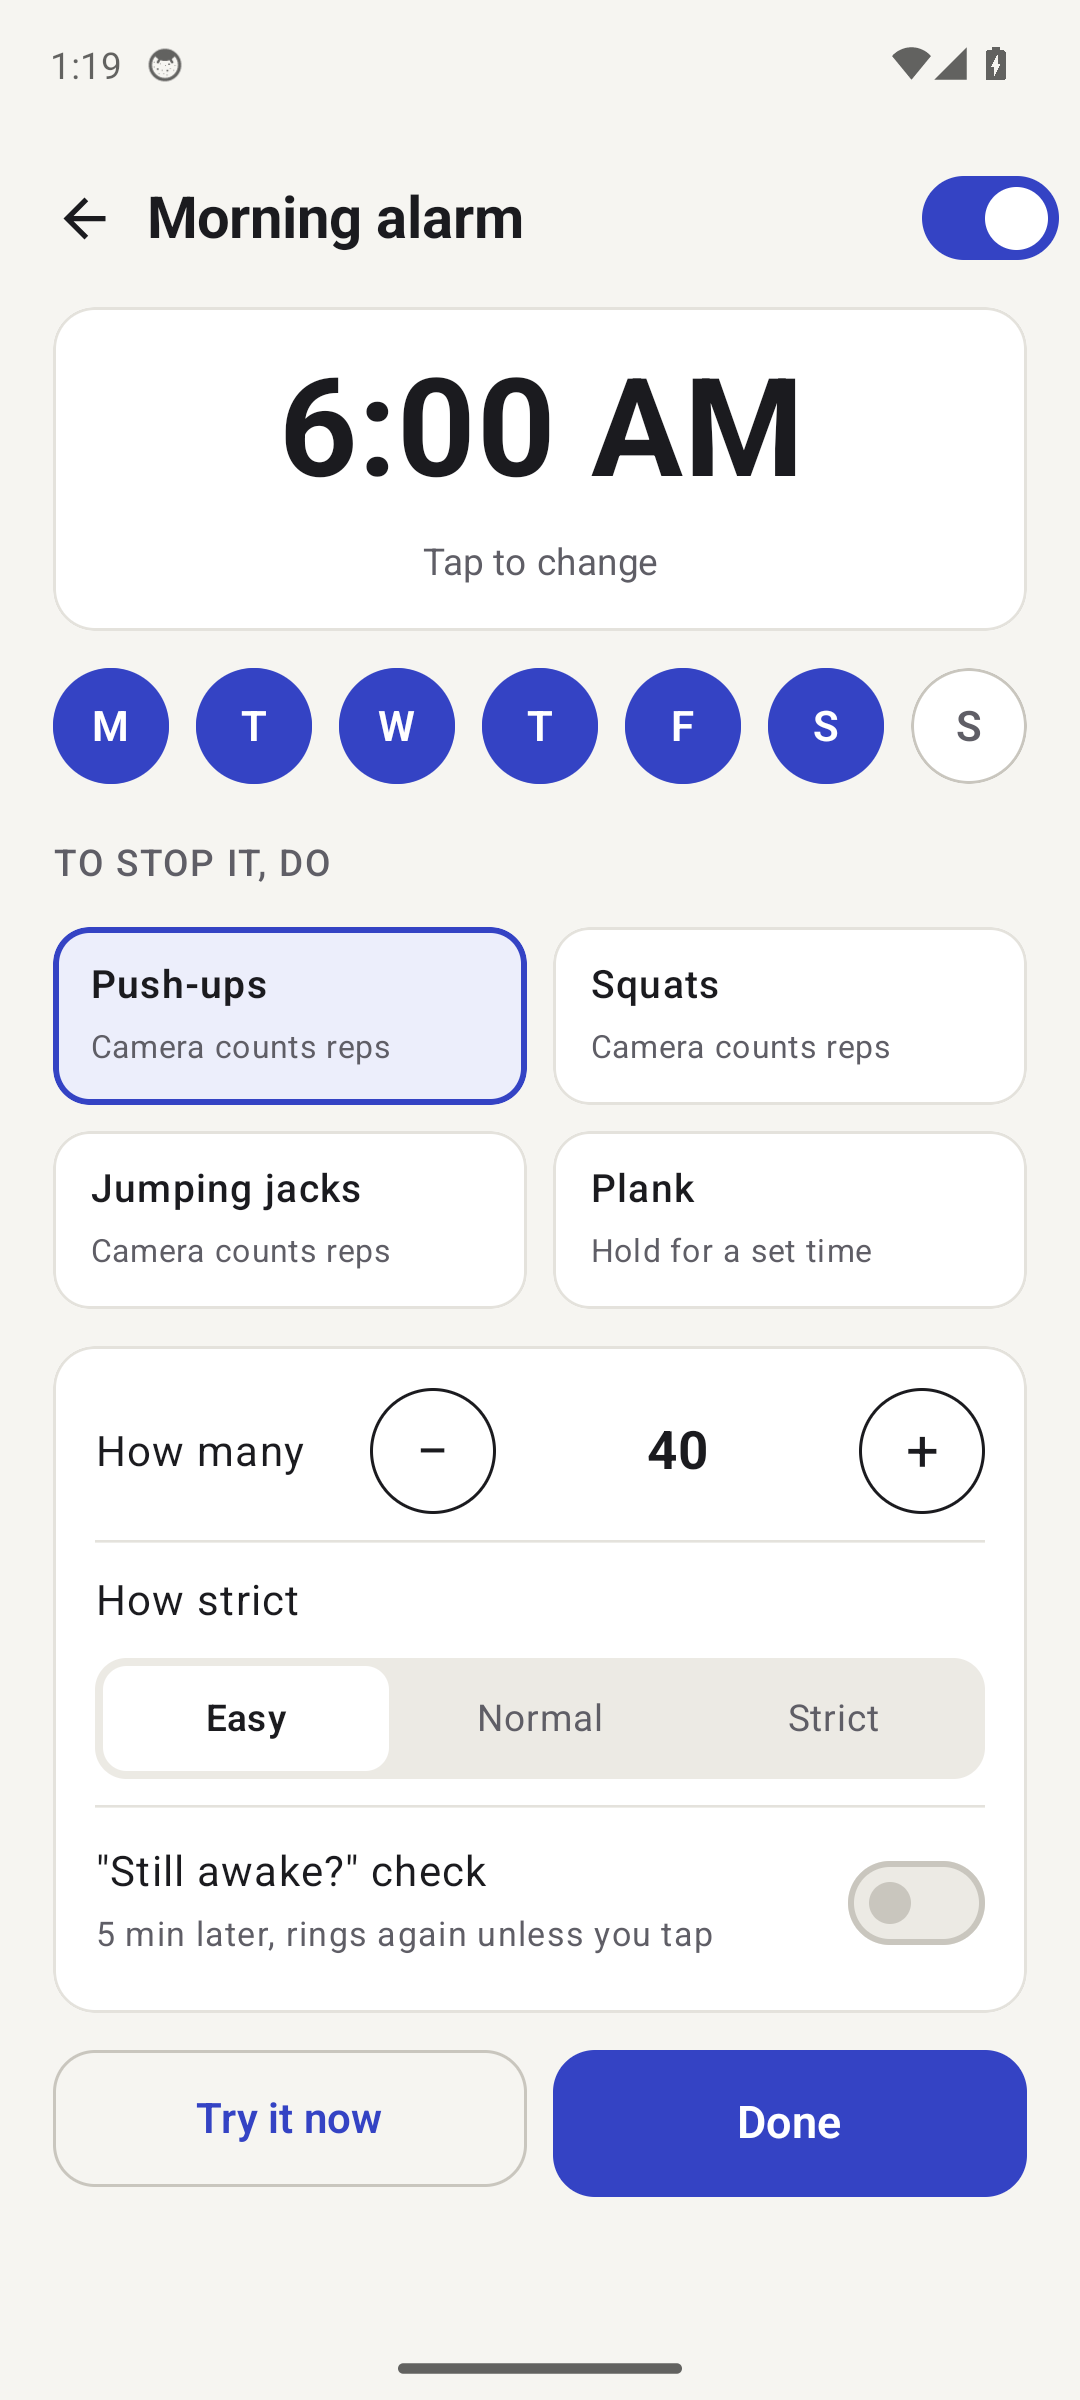 1:19
Morning alarm
6:00 AM
Tap to change
M T W T F S S
TO STOP IT, DO
Push-ups
Camera counts reps
Squats
Camera counts reps
Jumping jacks
Camera counts reps
Plank
Hold for a set time
How many − 40 +
How strict
Easy Normal Strict
"Still awake?" check
5 min later, rings again unless you tap
Try it now
Done